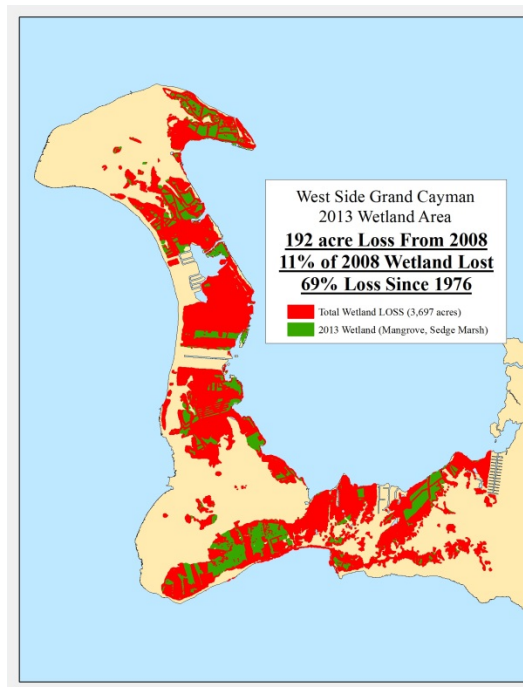 West Side Grand Cayman
2013 Wetland Area
192 acre Loss From 2008
11% of 2008 Wetland Lost
69% Loss Since 1976
Total Wetland LOSS (3,697 acres)
2013 Wetland (Mangrove, Sedge Marsh)